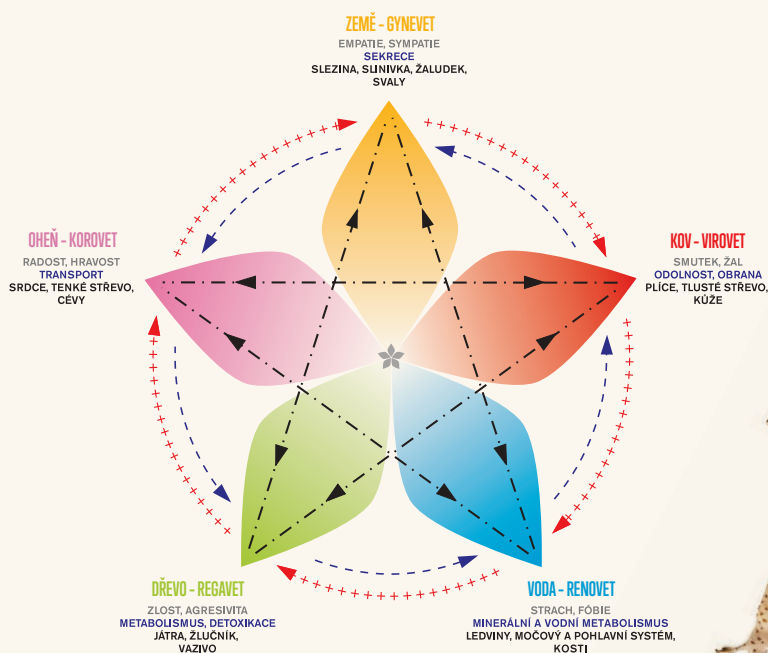 ZEMĚ – GYNEVET
EMPATIE, SYMPATIE
SEKRECE
SLEZINA, SLINIVKA, ŽALUDEK,
SVALY
OHEŇ – KOROVET
RADOST, HRAVOST
TRANSPORT
SRDCE, TENKÉ STŘEVO,
CÉVY
KOV – VIROVET
SMUTEK, ŽAL
ODOLNOST, OBRANA
PLÍCE, TLUSTÉ STŘEVO,
KŮŽE
DŘEVO – REGAVET
ZLOST, AGRESIVITA
METABOLISMUS, DETOXIKACE
JÁTRA, ŽLUČNÍK,
VAZIVO
VODA – RENOVET
STRACH, FÓBIE
MINERÁLNÍ A VODNÍ METABOLISMUS
LEDVINY, MOČOVÝ A POHLAVNÍ SYSTÉM,
KOSTI